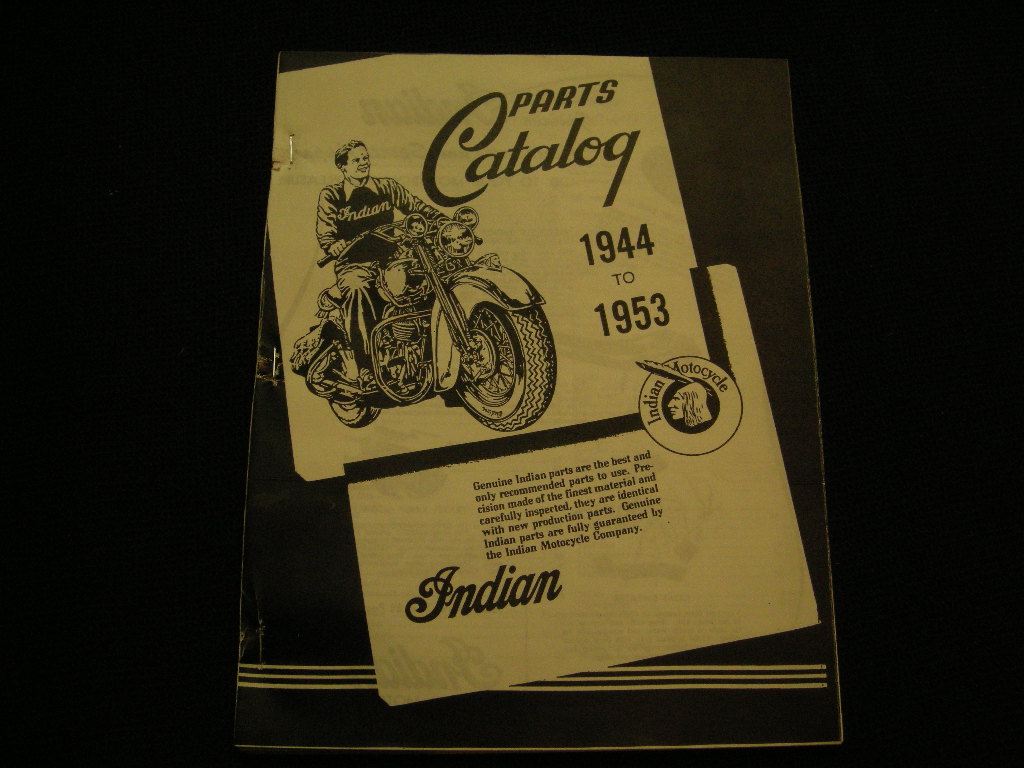 PARTS
Catalog
Indian
1944
TO
1953
Indian Motocycle
Genuine Indian parts are the best and
only recommended parts to use. Pre-
cision made of the finest material and
carefully inspected, they are identical
with new production parts. Genuine
Indian parts are fully guaranteed by
the Indian Motocycle Company.
Indian